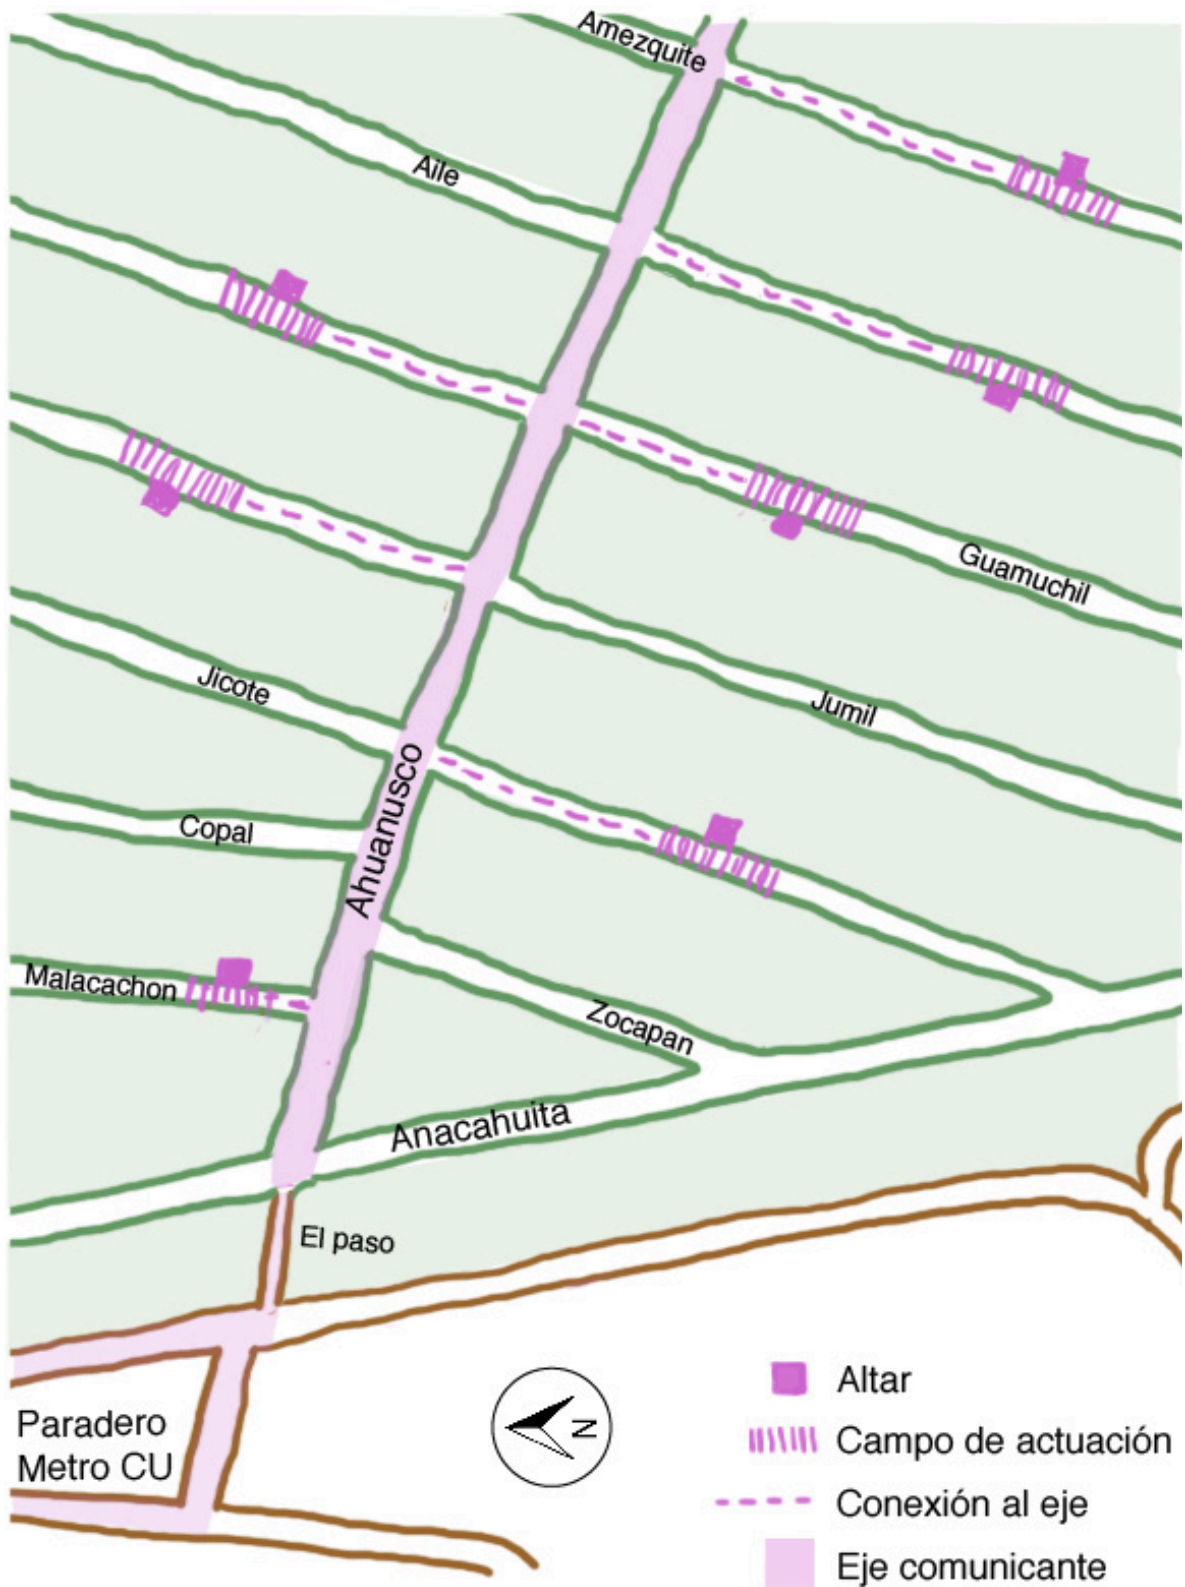 Amezquite
Aile
Guamuchil
Jicote
Jumil
Copal
Ahuanusco
Malacachon
Zocapan
Anacahuita
El paso
Paradero
Metro CU
N
Altar
Campo de actuación
Conexión al eje
Eje comunicante